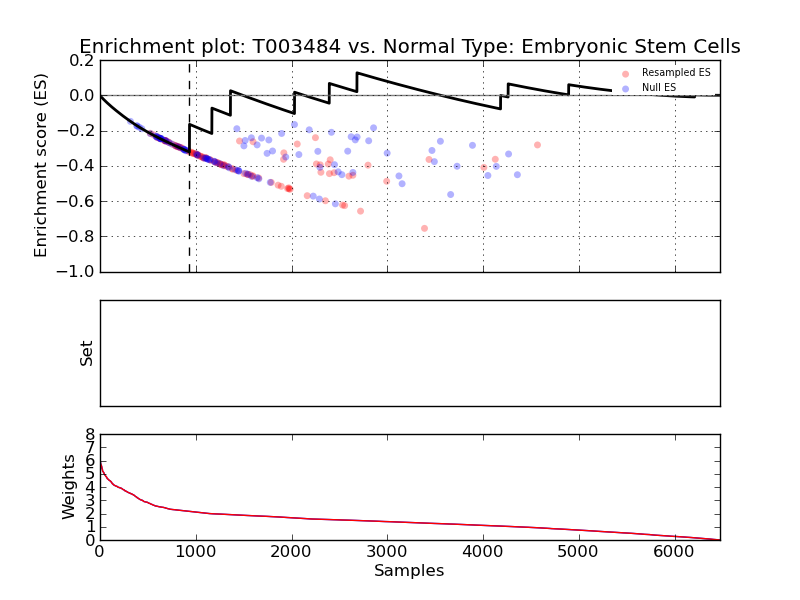 Enrichment plot: T003484 vs. Normal Type: Embryonic Stem Cells
0.2
0.0
−0.2
−0.4
−0.6
−0.8
−1.0
Enrichment score (ES)
Resampled ES
Null ES
Set
8
7
6
5
4
3
2
1
0
Weights
0 1000 2000 3000 4000 5000 6000
Samples